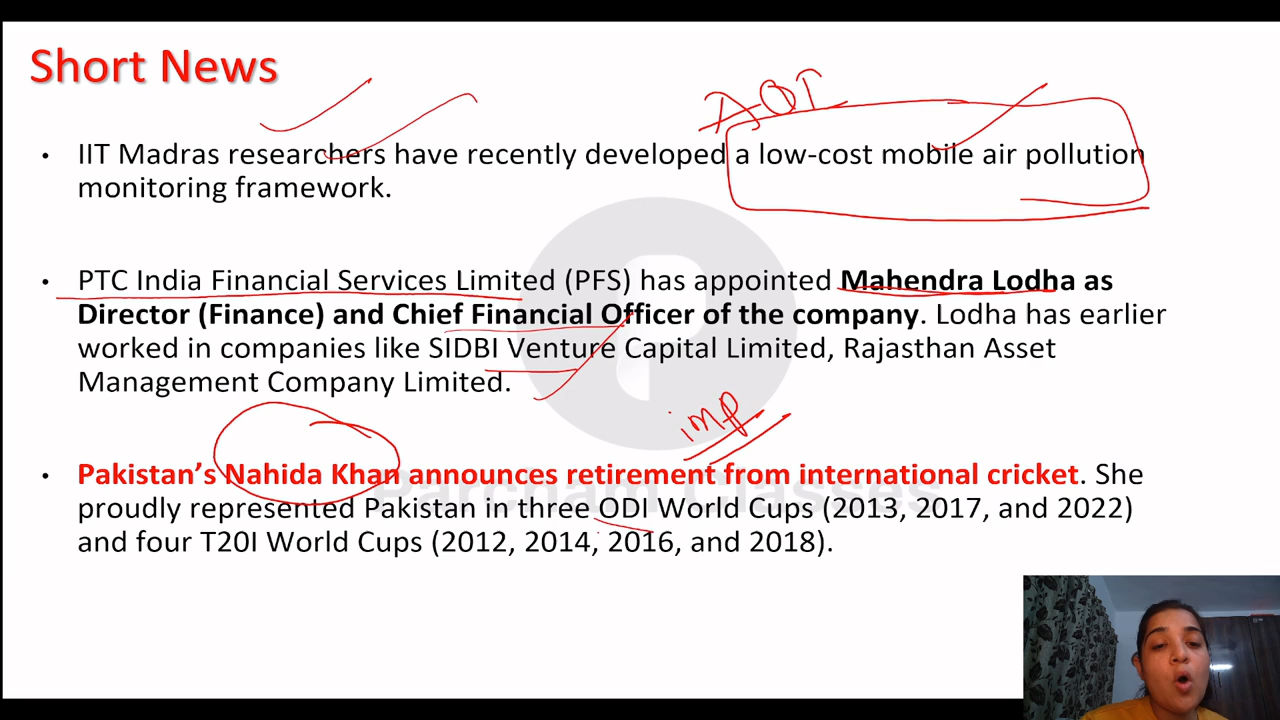 Short News
AQI
• IIT Madras researchers have recently developed a low-cost mobile air pollution
monitoring framework.
• PTC India Financial Services Limited (PFS) has appointed Mahendra Lodha as
Director (Finance) and Chief Financial Officer of the company. Lodha has earlier
worked in companies like SIDBI Venture Capital Limited, Rajasthan Asset
Management Company Limited.
imp
• Pakistan’s Nahida Khan announces retirement from international cricket. She
proudly represented Pakistan in three ODI World Cups (2013, 2017, and 2022)
and four T20I World Cups (2012, 2014, 2016, and 2018).
Parcham Classes